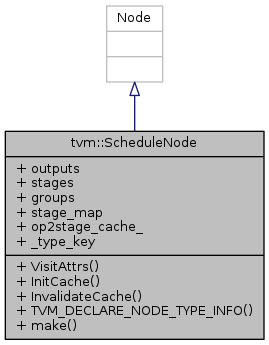 Node
tvm::ScheduleNode
+ outputs
+ stages
+ groups
+ stage_map
+ op2stage_cache_
+ _type_key
+ VisitAttrs()
+ InitCache()
+ InvalidateCache()
+ TVM_DECLARE_NODE_TYPE_INFO()
+ make()